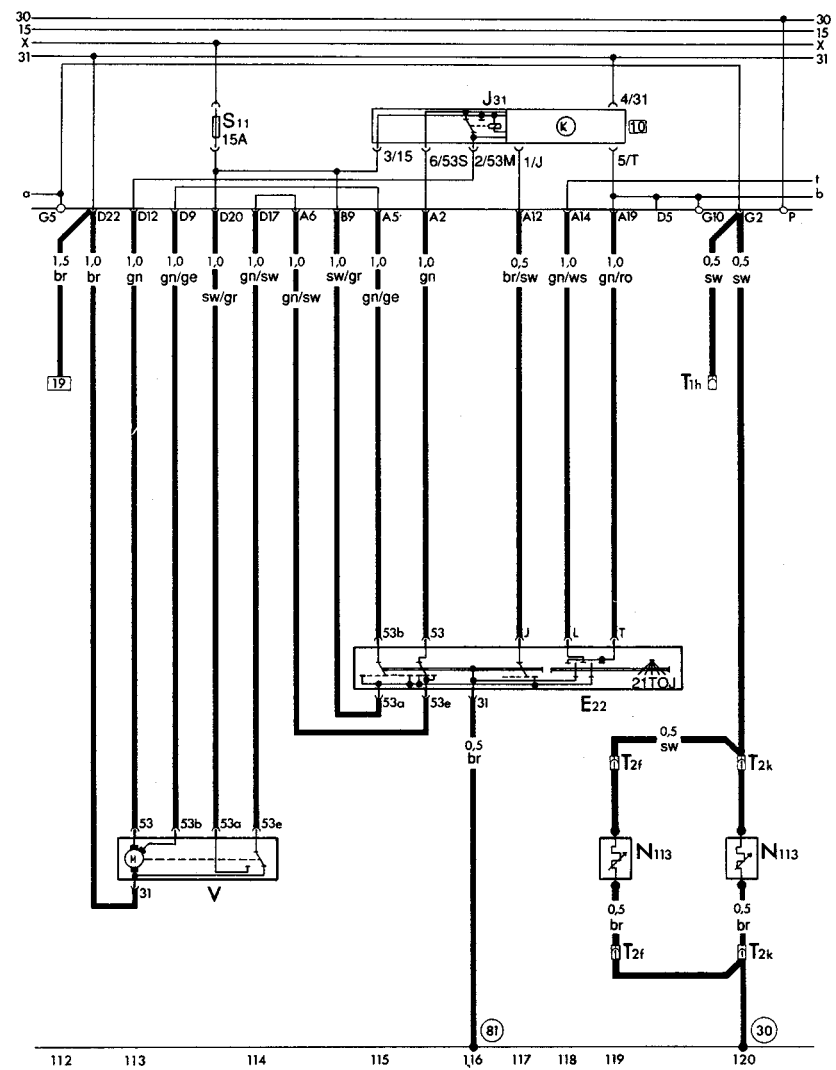 30 30
15 15
X X
31 31
J31 4/31
S11
15A
K 10
3/15 6/53S 2/53M 1/J 5/T
a t
b
G5 D22 D12 D9 D20 D17 A6 B9 A5 A2 A12 A14 A19 D5 G10 G2 P
1,5 1,0 1,0 1,0 1,0 1,0 1,0 1,0 1,0 1,0 0,5 1,0 1,0 0,5 0,5
br br gn gn/ge sw/gr gn/sw gn/sw sw/gr gn/ge gn br/sw gn/ws gn/ro sw sw
19 T1h
53b 53 J L T
21TOJ
53a 53e 31 E22
0,5
br
0,5
sw
T2f T2k
53 53b 53a 53e
M
N113 N113
31 V
0,5 0,5
br br
T2f T2k
81 30
112 113 114 115 116 117 118 119 120